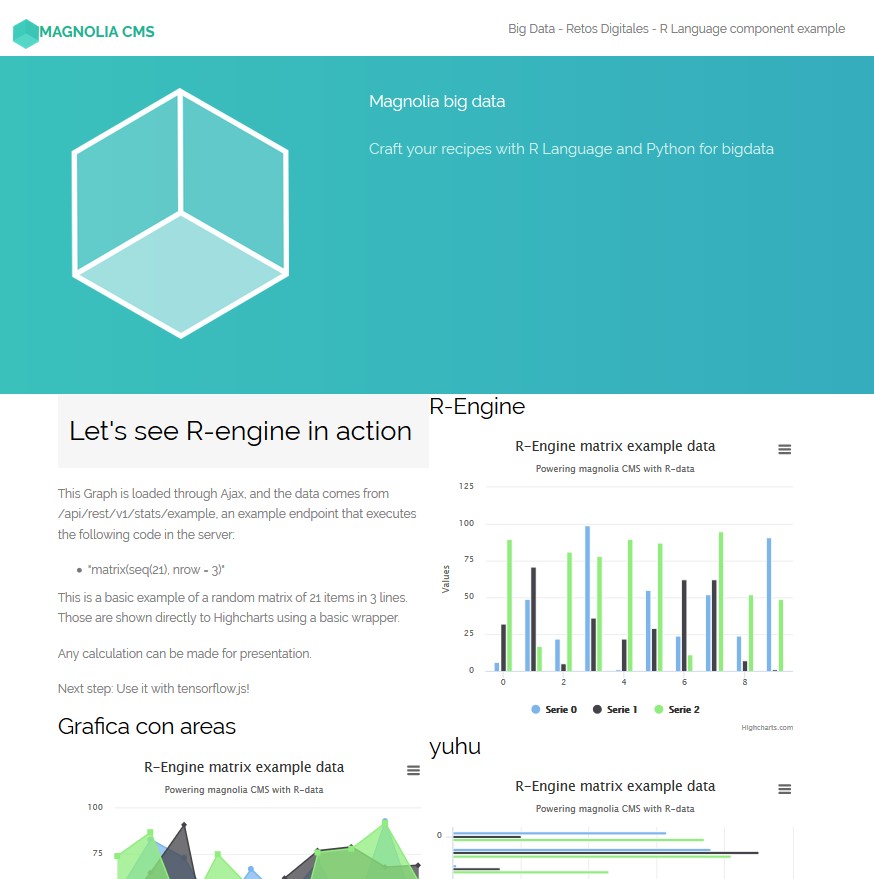 MAGNOLIA CMS
Big Data - Retos Digitales - R Language component example
Magnolia big data
Craft your recipes with R Language and Python for bigdata
Let's see R-engine in action
This Graph is loaded through Ajax, and the data comes from
/api/rest/v1/stats/example, an example endpoint that executes
the following code in the server:
"matrix(seq(21), nrow = 3)"
This is a basic example of a random matrix of 21 items in 3 lines.
Those are shown directly to Highcharts using a basic wrapper.
Any calculation can be made for presentation.
Next step: Use it with tensorflow.js!
Grafica con areas
R-Engine matrix example data
Powering magnolia CMS with R-data
100
75
R-Engine
R-Engine matrix example data
Powering magnolia CMS with R-data
Values
125
100
75
50
25
0
0 2 4 6 8
Serie 0 Serie 1 Serie 2
Highcharts.com
yuhu
R-Engine matrix example data
Powering magnolia CMS with R-data
0